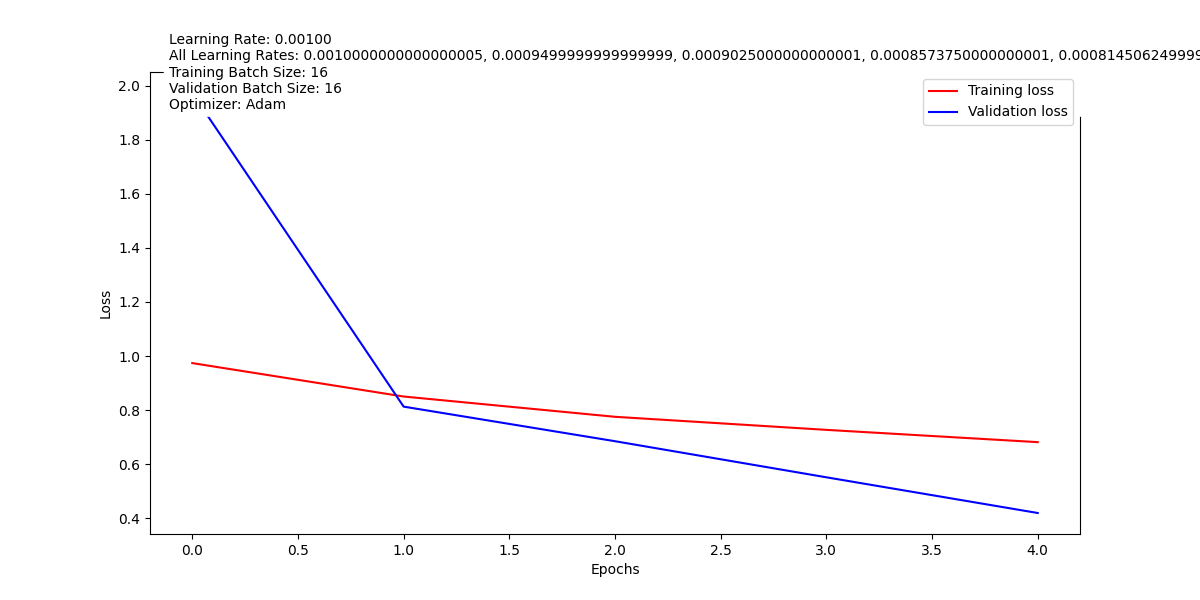 Learning Rate: 0.00100
All Learning Rates: 0.0010000000000000005, 0.0009499999999999999, 0.0009025000000000001, 0.0008573750000000001, 0.000814506249999
Training Batch Size: 16
Validation Batch Size: 16
Optimizer: Adam
Training loss
Validation loss
2.0
1.8
1.6
1.4
1.2
1.0
0.8
0.6
0.4
Loss
0.0 0.5 1.0 1.5 2.0 2.5 3.0 3.5 4.0
Epochs